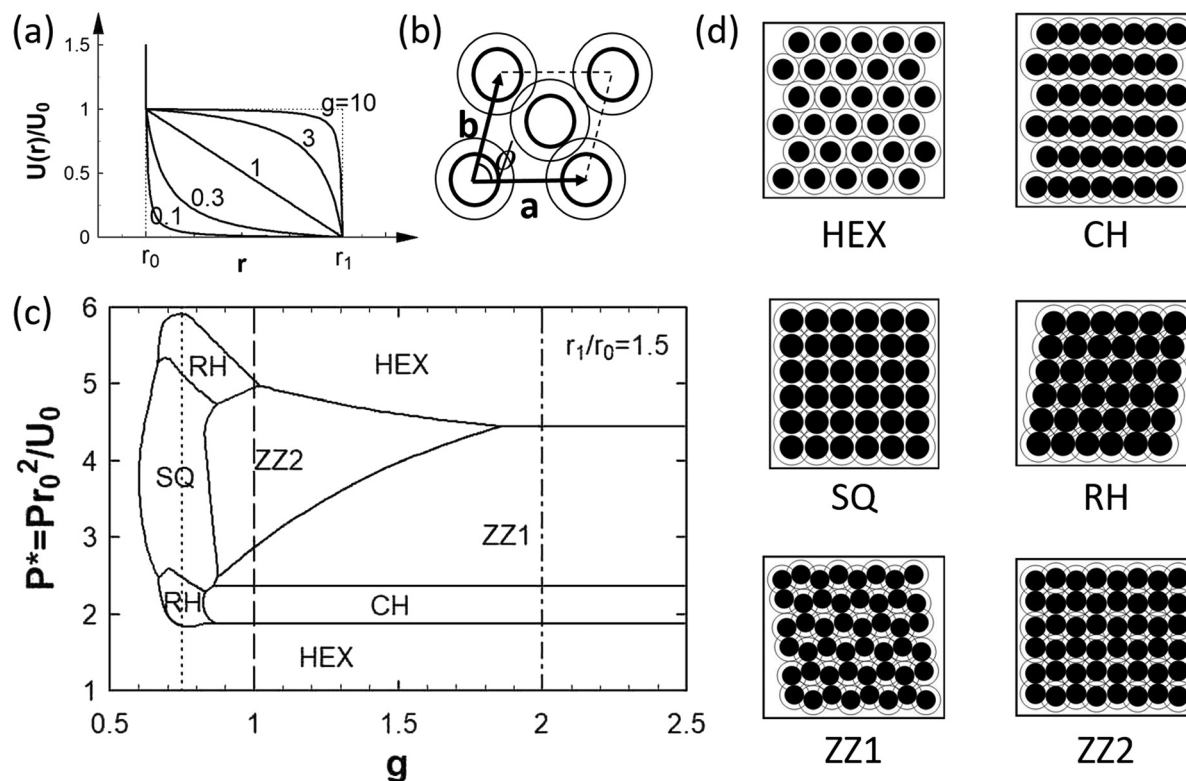 (a)
1.5
1
0.5
0
U(r)/U₀
g=10
3
1
0.3
0.1
r₀
r
r₁
(b)
b
ϕ
a
(c)
P*=Pr₀²/U₀
6
5
4
3
2
1
r₁/r₀=1.5
RH
HEX
SQ
ZZ2
ZZ1
RH
CH
HEX
0.5
1
1.5
2
2.5
g
(d)
HEX
CH
SQ
RH
ZZ1
ZZ2